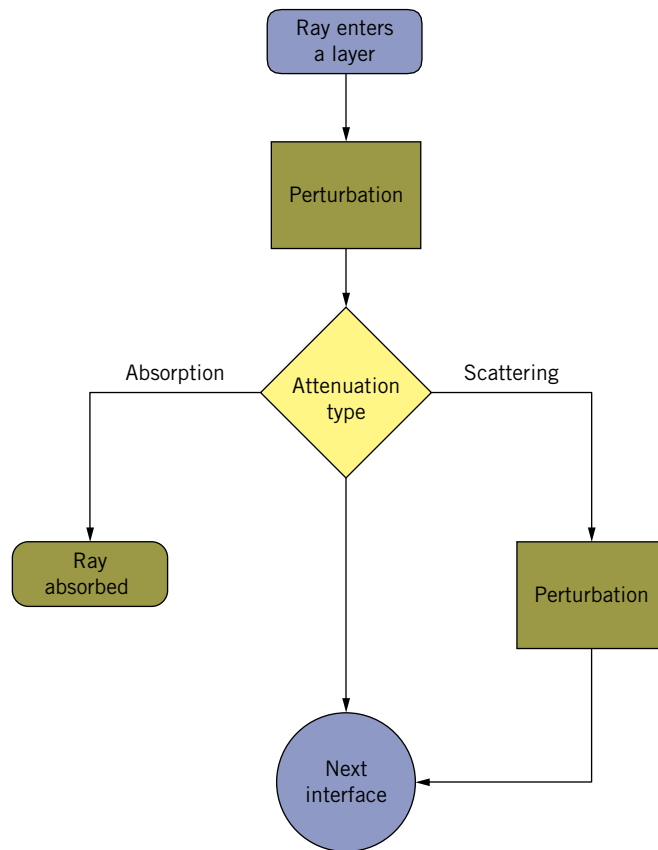 Ray enters
a layer
Perturbation
Attenuation
type
Absorption
Scattering
Ray
absorbed
Perturbation
Next
interface